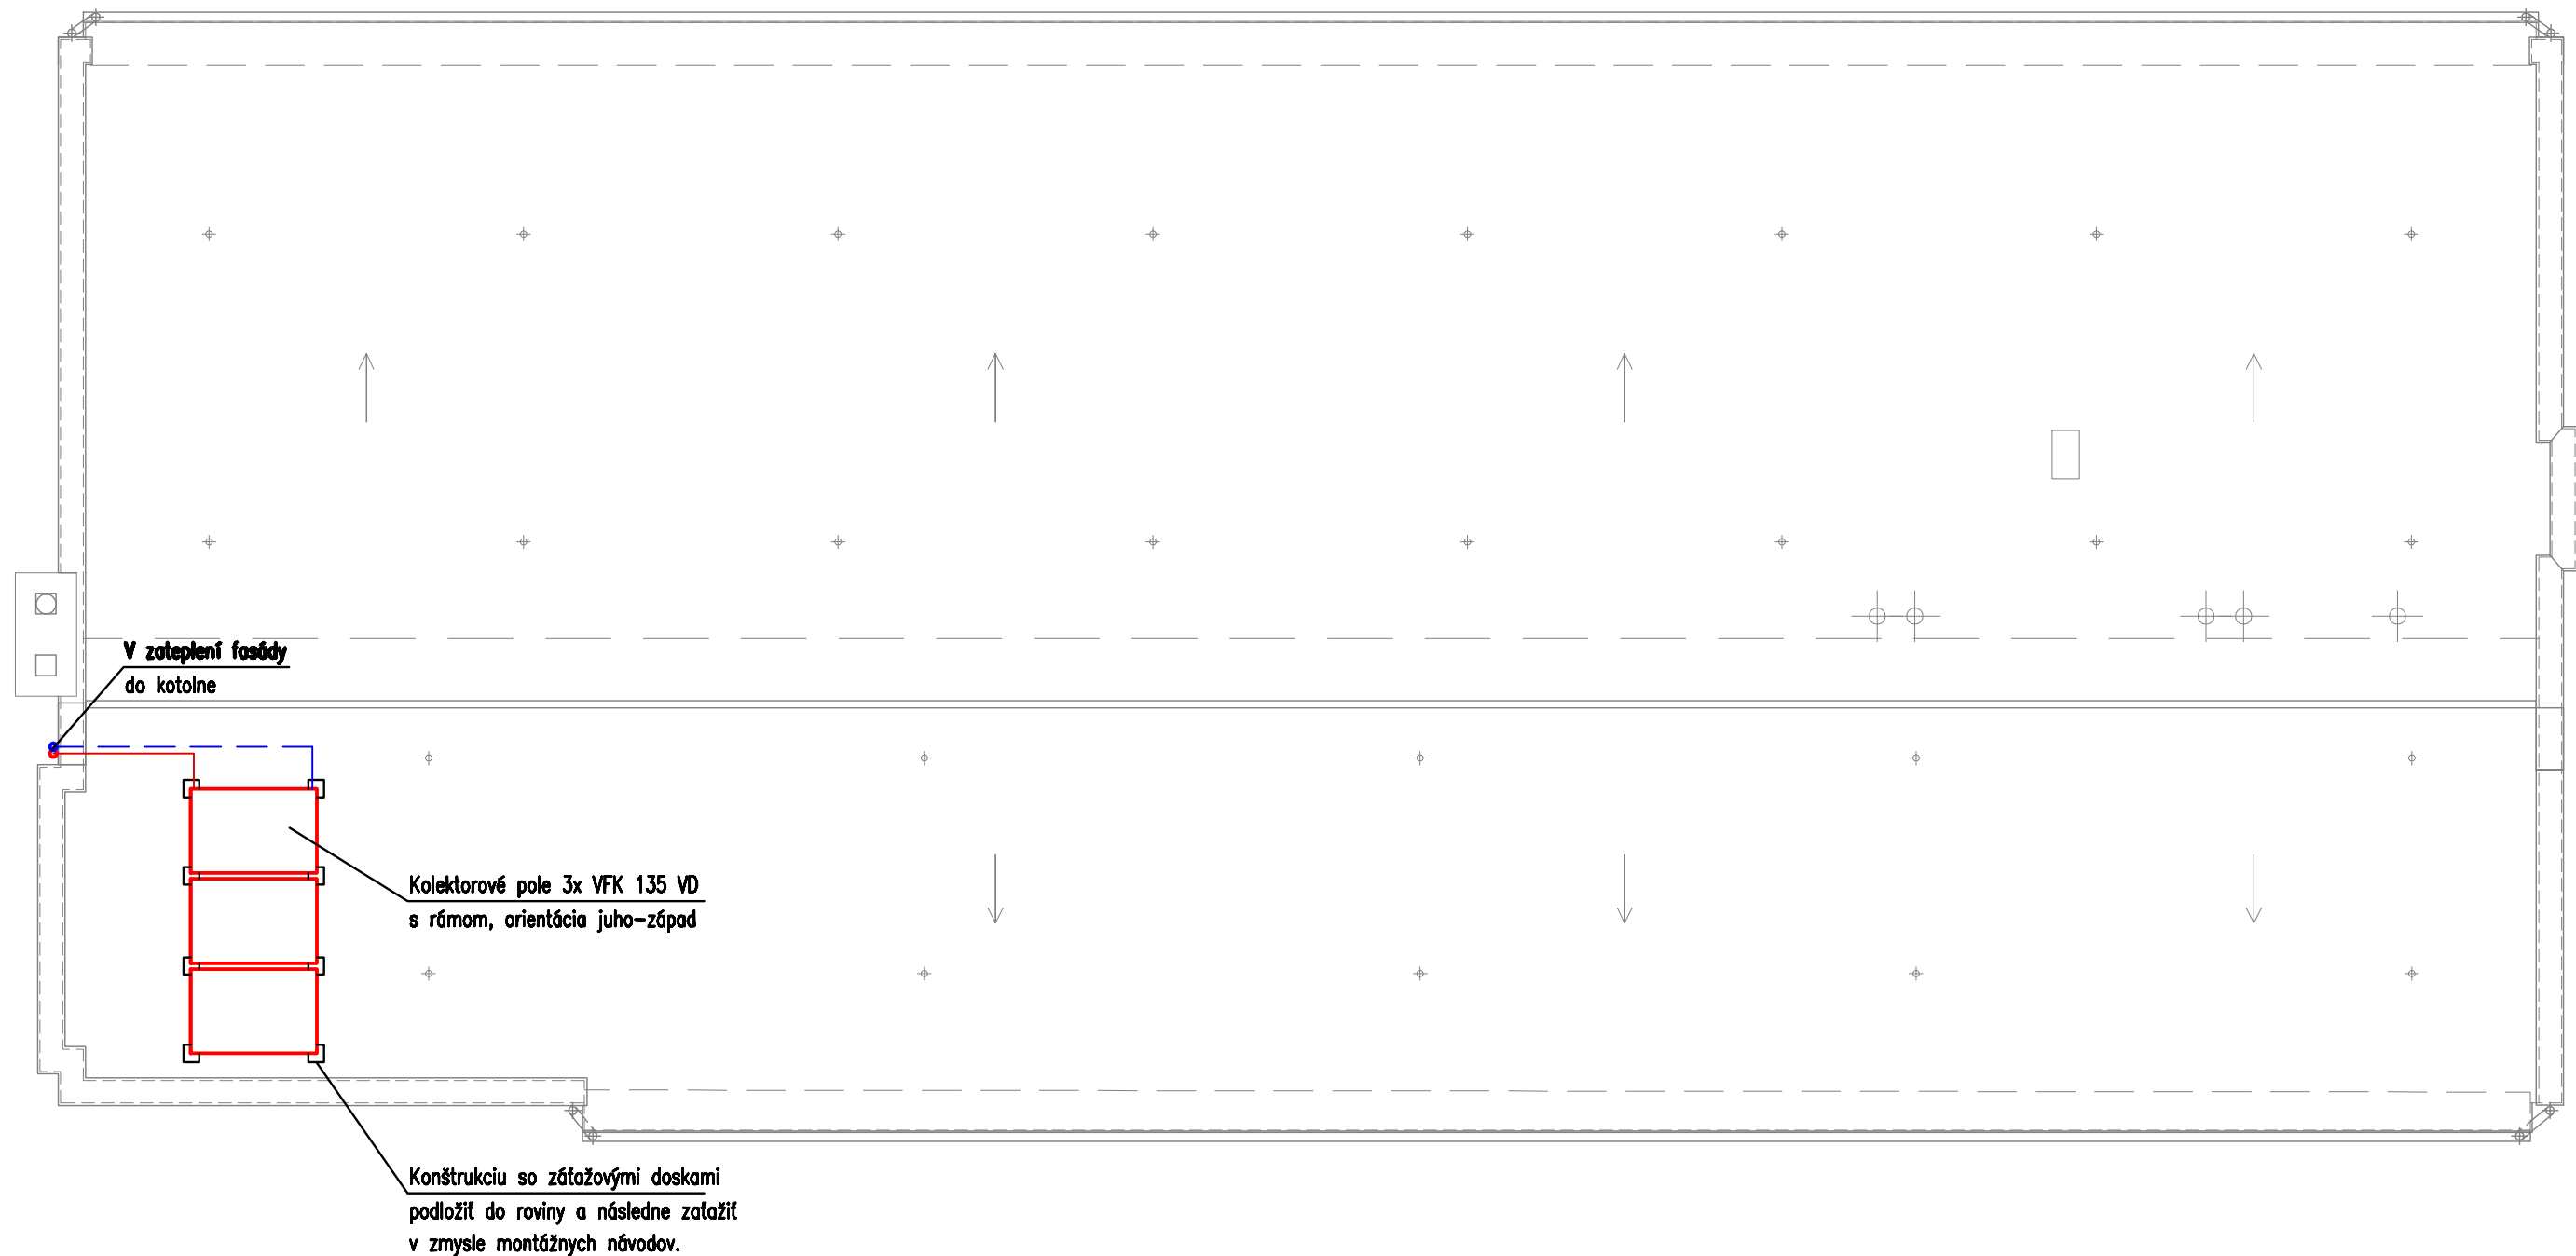 V zateplení fasády
do kotolne
Kolektorové pole 3x VFK 135 VD
s rámom, orientácia juho-západ
Konštrukciu so záťažovými doskami
podložiť do roviny a následne zaťažiť
v zmysle montážnych návodov.